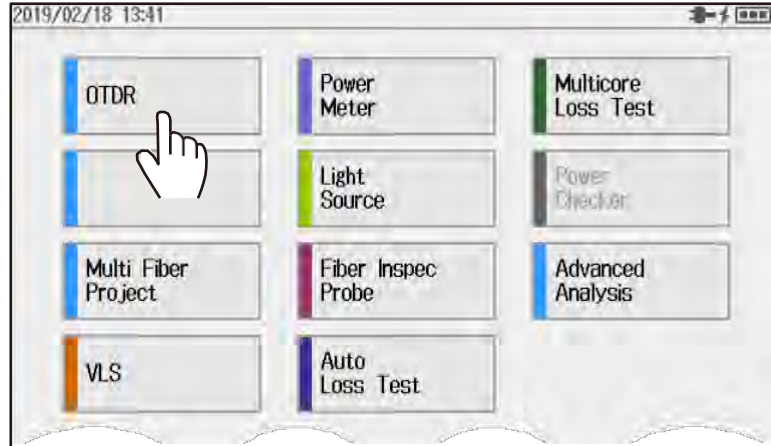 2019/02/18 13:41
OTDR
Power
Meter
Multicore
Loss Test
Light
Source
Power
Checker
Multi Fiber
Project
Fiber Inspec
Probe
Advanced
Analysis
VLS
Auto
Loss Test